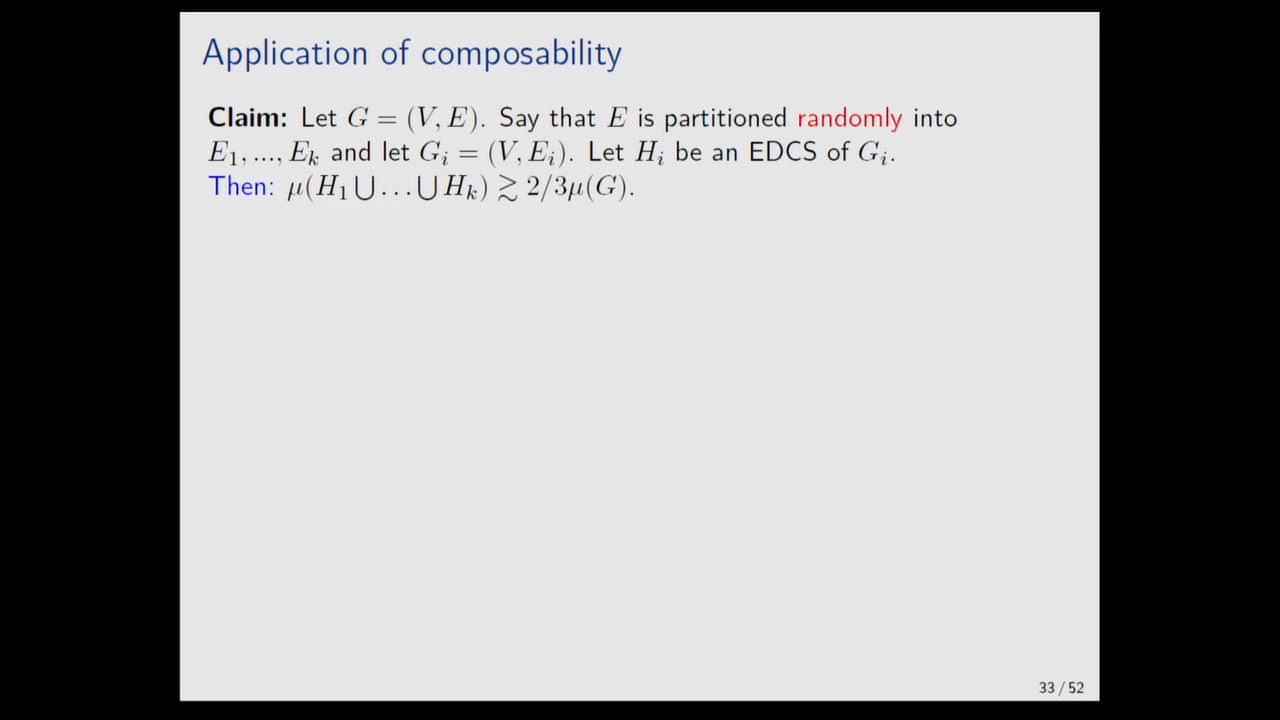 Application of composability
Claim: Let G = (V, E). Say that E is partitioned randomly into
E₁, ..., Eₖ and let Gᵢ = (V, Eᵢ). Let Hᵢ be an EDCS of Gᵢ.
Then: μ(H₁ ⋃ ... ⋃ Hₖ) ≳ 2/3μ(G).
33 / 52